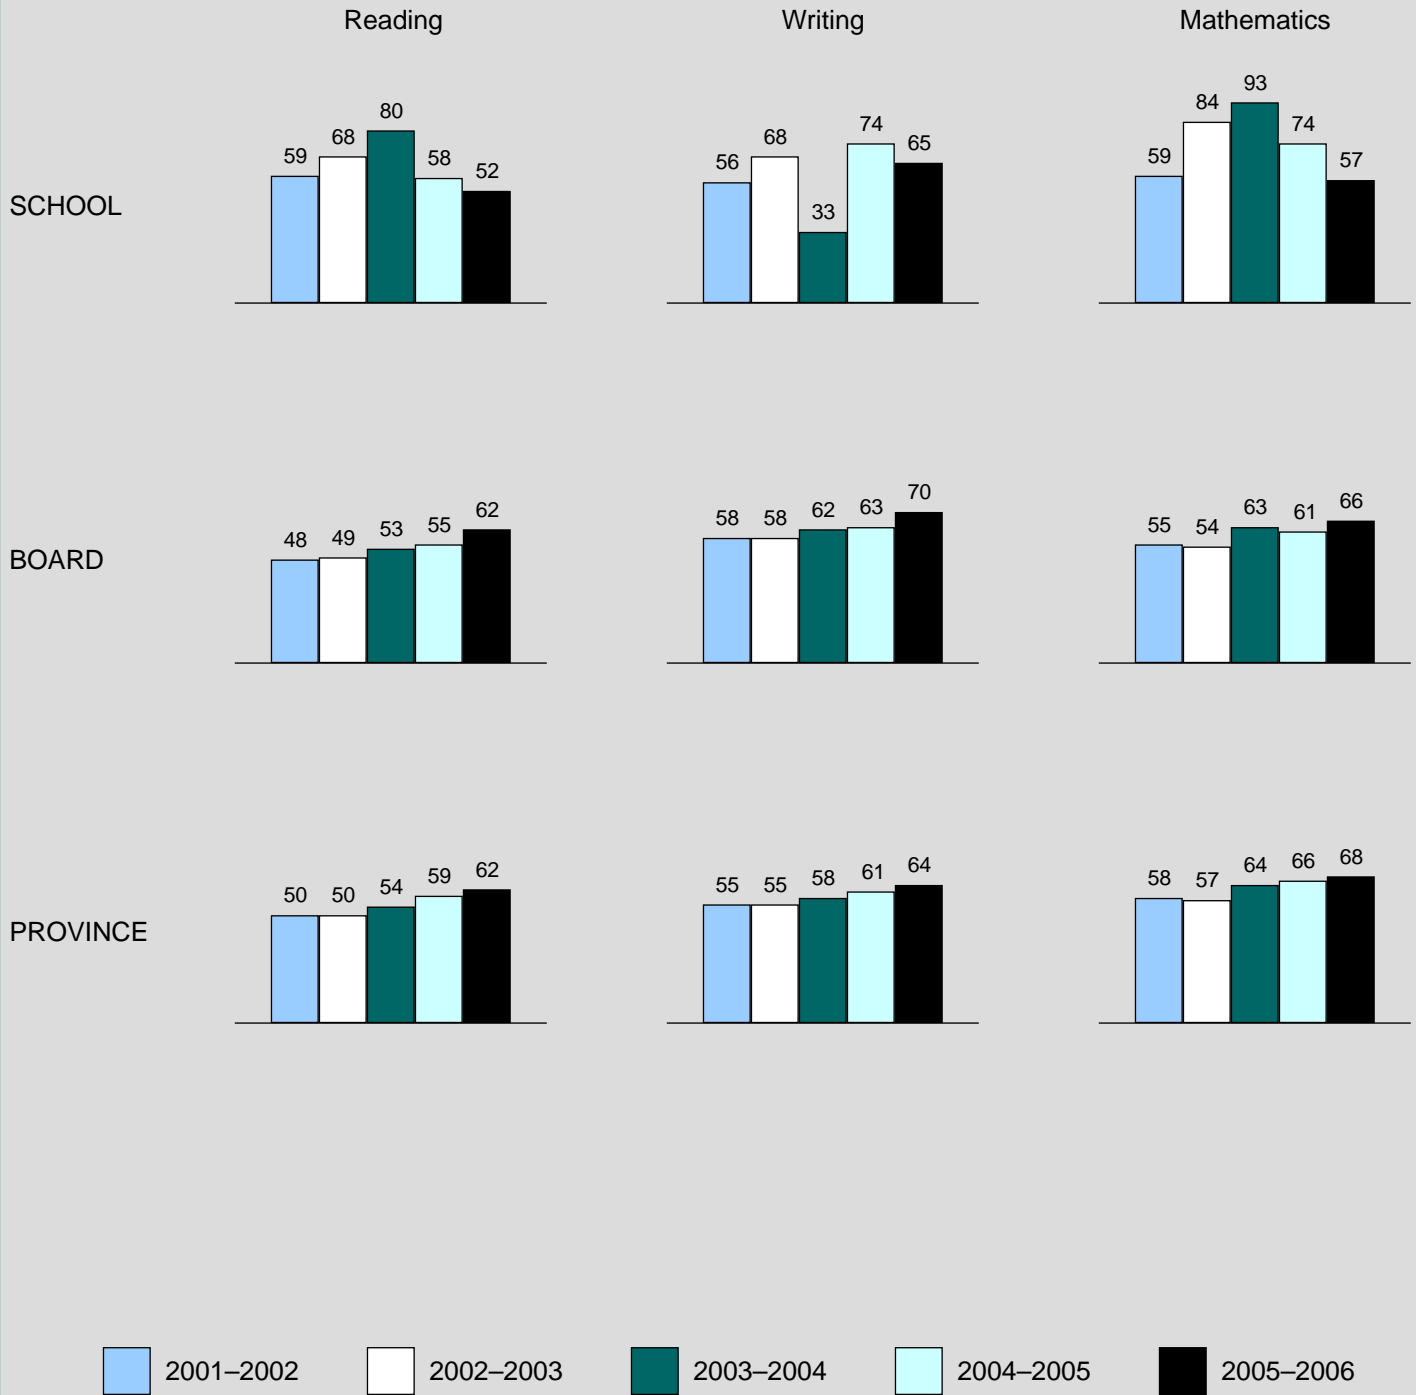 Reading Writing Mathematics
SCHOOL
59 68 80 58 52
56 68 33 74 65
59 84 93 74 57
BOARD
48 49 53 55 62
58 58 62 63 70
55 54 63 61 66
PROVINCE
50 50 54 59 62
55 55 58 61 64
58 57 64 66 68
2001–2002 2002–2003 2003–2004 2004–2005 2005–2006